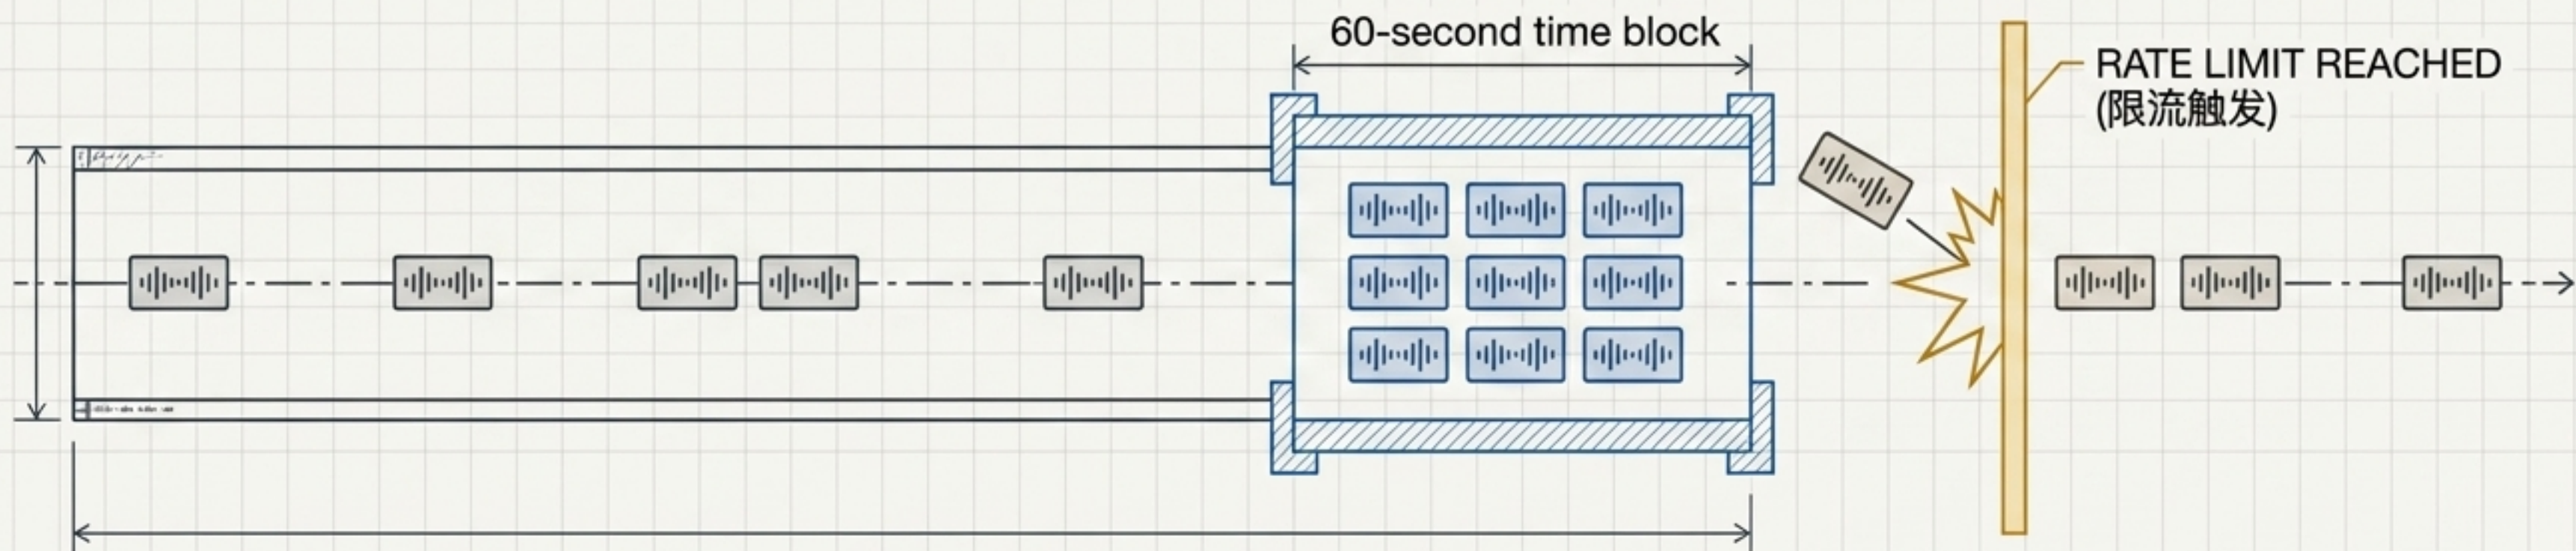 60-second time block
RATE LIMIT REACHED
(限流触发)